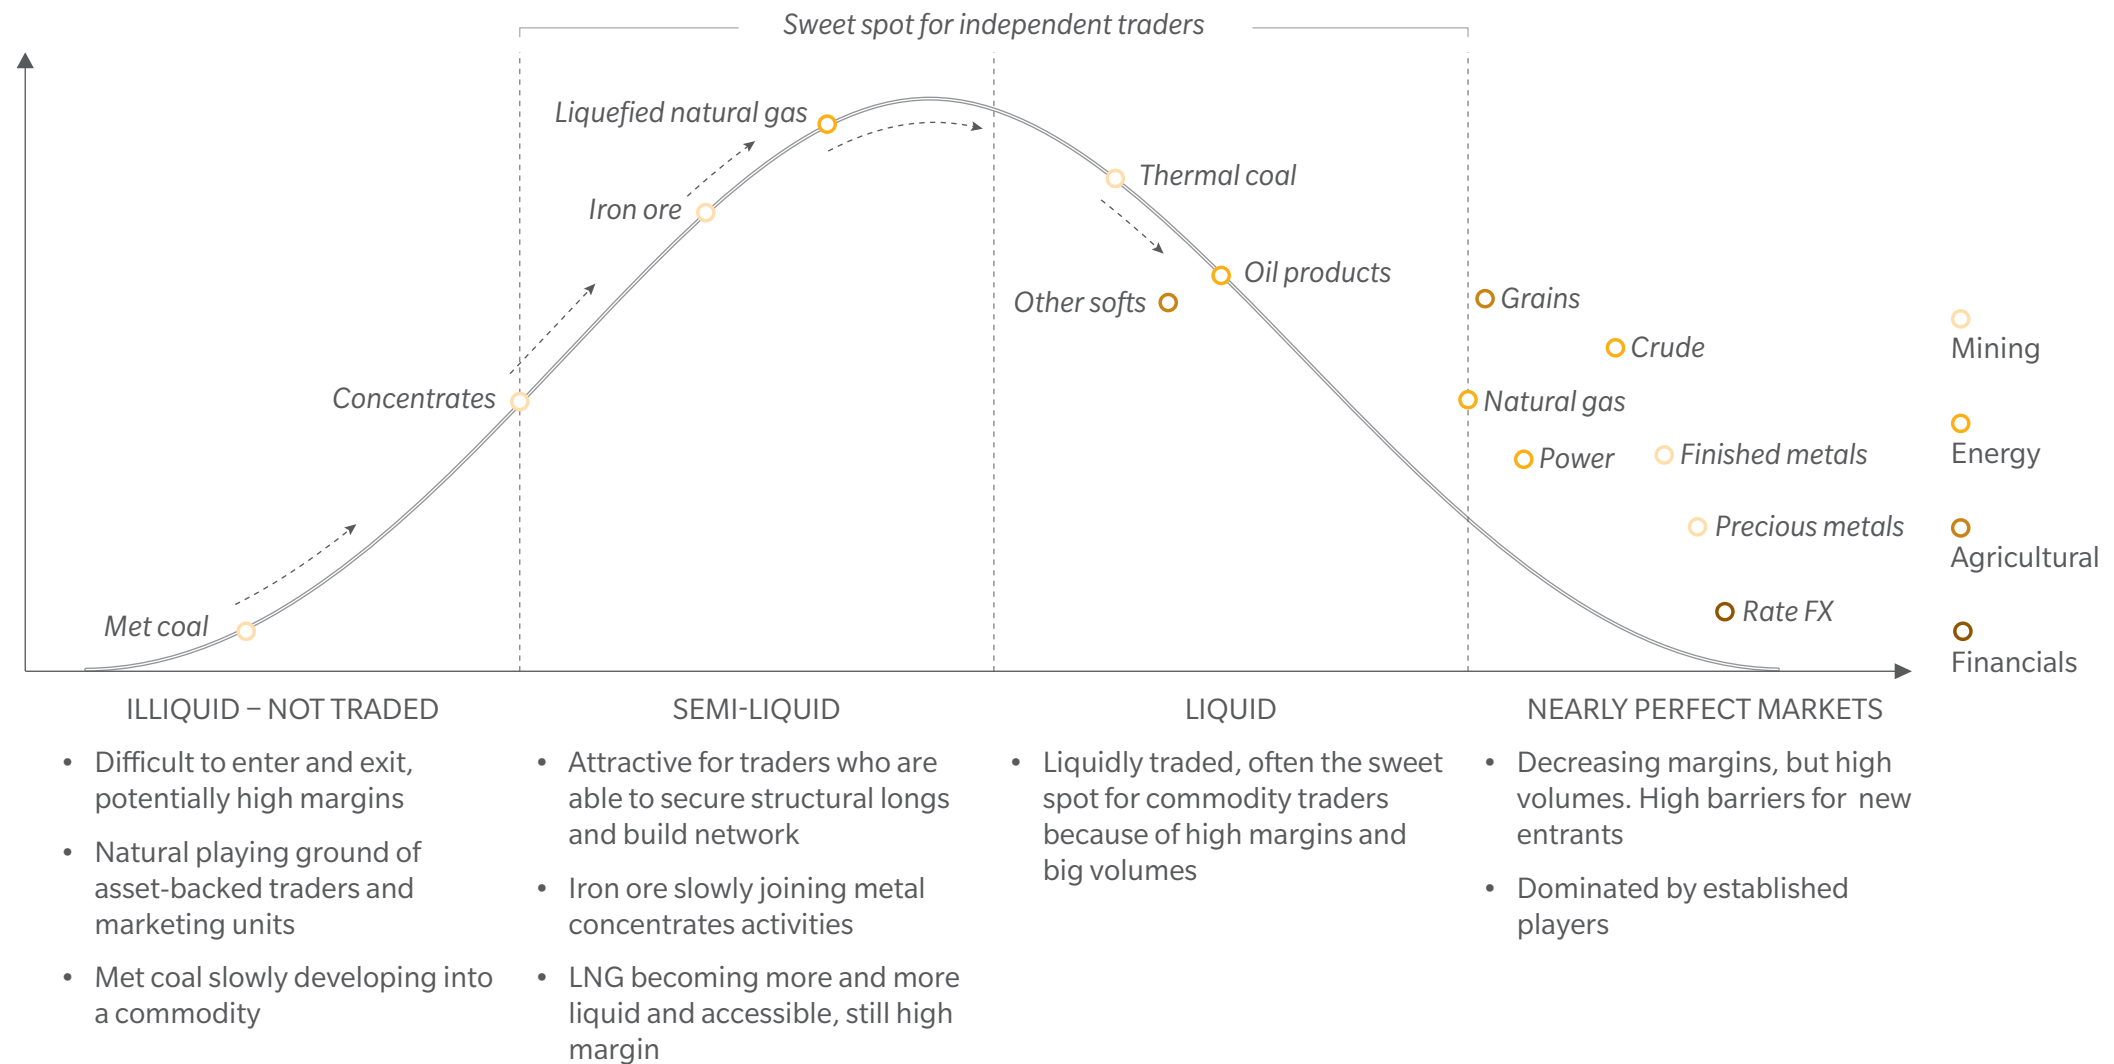 Sweet spot for independent traders
Liquefied natural gas
Thermal coal
Iron ore
Oil products
Other softs
Grains
Crude
Concentrates
Natural gas
Power
Finished metals
Precious metals
Met coal
Rate FX
Mining
Energy
Agricultural
Financials
ILLIQUID – NOT TRADED
• Difficult to enter and exit,
potentially high margins
• Natural playing ground of
asset-backed traders and
marketing units
• Met coal slowly developing into
a commodity
SEMI-LIQUID
• Attractive for traders who are
able to secure structural longs
and build network
• Iron ore slowly joining metal
concentrates activities
• LNG becoming more and more
liquid and accessible, still high
margin
LIQUID
• Liquidly traded, often the sweet
spot for commodity traders
because of high margins and
big volumes
NEARLY PERFECT MARKETS
• Decreasing margins, but high
volumes. High barriers for new
entrants
• Dominated by established
players